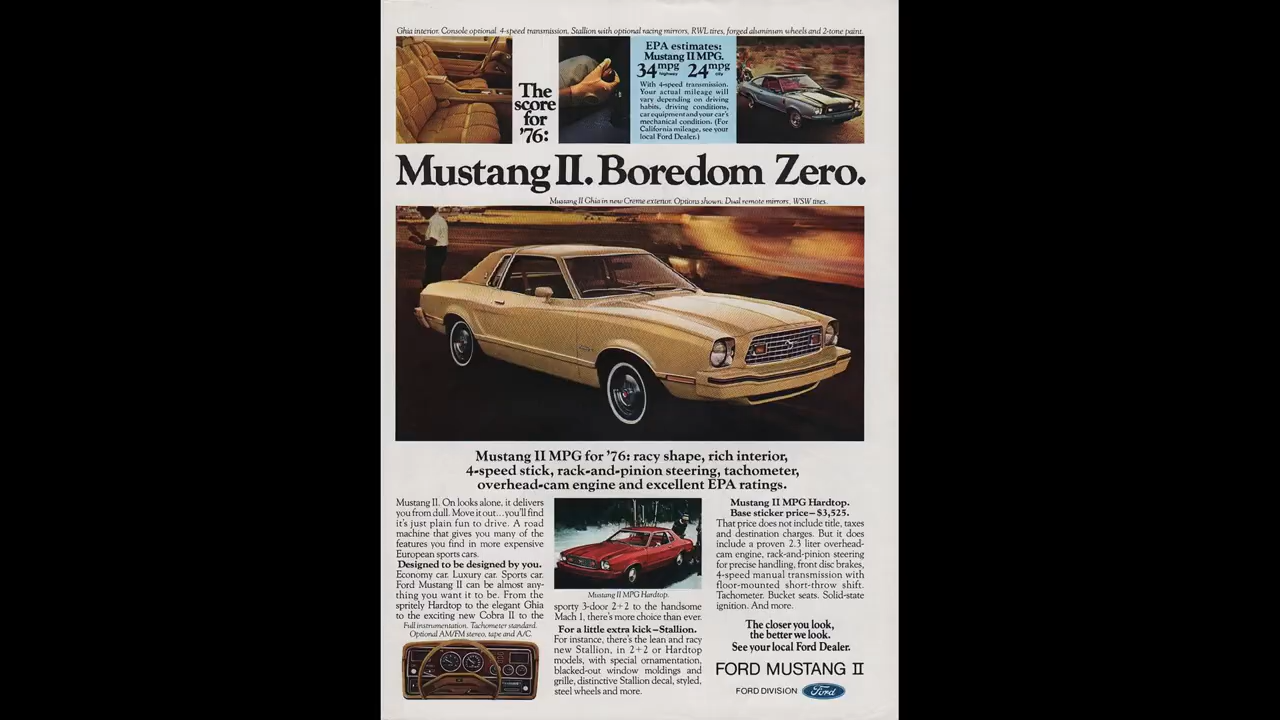 Ghia interior. Console optional. 4-speed transmission. Stallion with optional racing mirrors, RWL tires, forged aluminum wheels and 2-tone paint.
The
score
for
'76:
EPA estimates:
Mustang II MPG.
34 mpg highway 24 mpg city
With 4-speed transmission.
Your actual mileage will
vary depending on driving
habits, driving conditions,
car equipment and your car's
mechanical condition. (For
California mileage, see your
local Ford Dealer.)
Mustang II. Boredom Zero.
Mustang II Ghia in new Creme exterior. Options shown. Dual remote mirrors, WSW tires.
Mustang II MPG for '76: racy shape, rich interior,
4-speed stick, rack-and-pinion steering, tachometer,
overhead-cam engine and excellent EPA ratings.
Mustang II. On looks alone, it delivers
you from dull. Move it out...you'll find
it's just plain fun to drive. A road
machine that gives you many of the
features you find in more expensive
European sports cars.
Designed to be designed by you.
Economy car. Luxury car. Sports car.
Ford Mustang II can be almost any-
thing you want it to be. From the
spritely Hardtop to the elegant Ghia
to the exciting new Cobra II to the
Full instrumentation. Tachometer standard.
Optional AM/FM stereo, tape and A/C.
Mustang II MPG Hardtop.
sporty 3-door 2+2 to the handsome
Mach 1, there's more choice than ever.
For a little extra kick—Stallion.
For instance, there's the lean and racy
new Stallion, in 2+2 or Hardtop
models, with special ornamentation,
blacked-out window moldings and
grille, distinctive Stallion decal, styled,
steel wheels and more.
Mustang II MPG Hardtop.
Base sticker price—$3,525.
That price does not include title, taxes
and destination charges. But it does
include a proven 2.3 liter overhead-
cam engine, rack-and-pinion steering
for precise handling, front disc brakes,
4-speed manual transmission with
floor-mounted short-throw shift.
Tachometer. Bucket seats. Solid-state
ignition. And more.
The closer you look,
the better we look.
See your local Ford Dealer.
FORD MUSTANG II
FORD DIVISION Ford